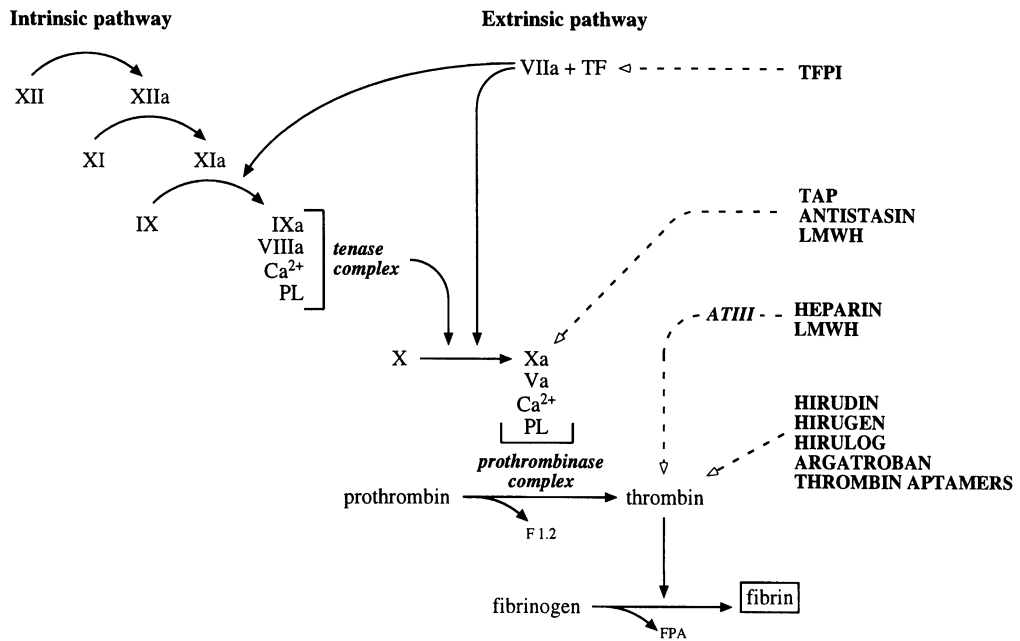 Intrinsic pathway
Extrinsic pathway
VIIa + TF
TFPI
XII
XIIa
XI
XIa
IX
IXa
VIIIa
Ca2+
PL
tenase
complex
TAP
ANTISTASIN
LMWH
ATIII
HEPARIN
LMWH
X
Xa
Va
Ca2+
PL
prothrombinase
complex
HIRUDIN
HIRUGEN
HIRULOG
ARGATROBAN
THROMBIN APTAMERS
prothrombin
thrombin
F 1.2
fibrinogen
fibrin
FPA